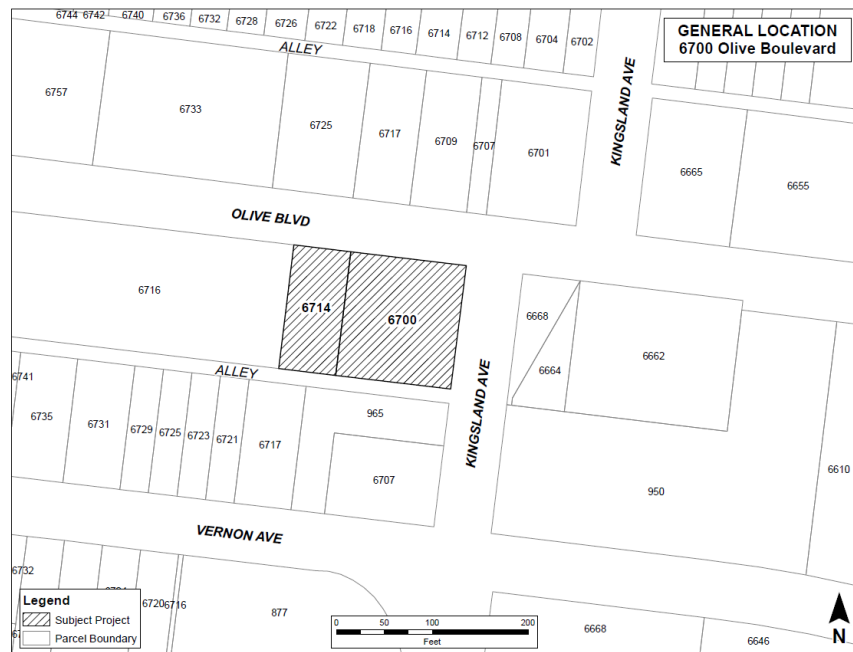 6744 6742 6740 6736 6732 6728 6726 6722 6718 6716 6714 6712 6708 6704 6702
GENERAL LOCATION
6700 Olive Boulevard
ALLEY
KINGSLAND AVE
6757 6733 6725 6717 6709 6707 6701
6665 6655
OLIVE BLVD
6716 6714 6700
6668 6664 6662
KINGSLAND AVE
ALLEY
6741 6735 6731 6729 6725 6723 6721 6717 965
6707
950 6610
VERNON AVE
6732 6720 6716 877
6668 6646
Legend
Subject Project
Parcel Boundary
0 50 100 200
Feet
N